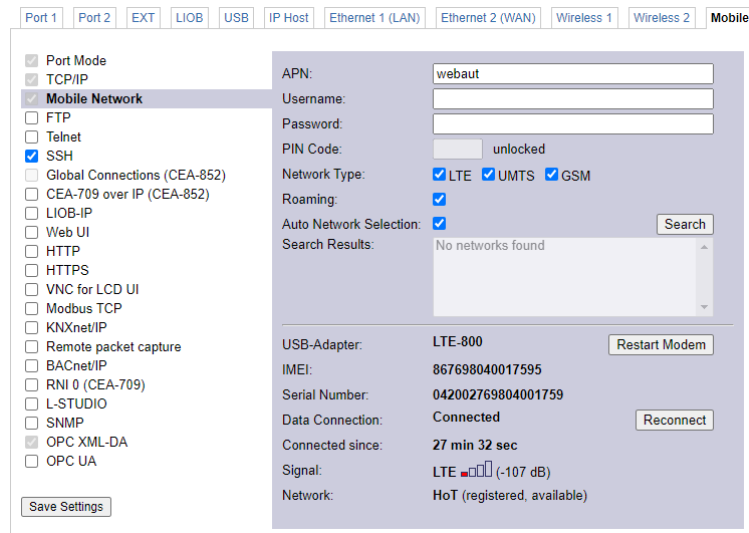 Port 1 Port 2 EXT LIOB USB IP Host Ethernet 1 (LAN) Ethernet 2 (WAN) Wireless 1 Wireless 2 Mobile
Port Mode
TCP/IP
Mobile Network
FTP
Telnet
SSH
Global Connections (CEA-852)
CEA-709 over IP (CEA-852)
LIOB-IP
Web UI
HTTP
HTTPS
VNC for LCD UI
Modbus TCP
KNXnet/IP
Remote packet capture
BACnet/IP
RNI 0 (CEA-709)
L-STUDIO
SNMP
OPC XML-DA
OPC UA
Save Settings
APN: webaut
Username:
Password:
PIN Code: unlocked
Network Type: LTE UMTS GSM
Roaming:
Auto Network Selection: Search
Search Results: No networks found
USB-Adapter: LTE-800 Restart Modem
IMEI: 867698040017595
Serial Number: 042002769804001759
Data Connection: Connected Reconnect
Connected since: 27 min 32 sec
Signal: LTE (-107 dB)
Network: HoT (registered, available)